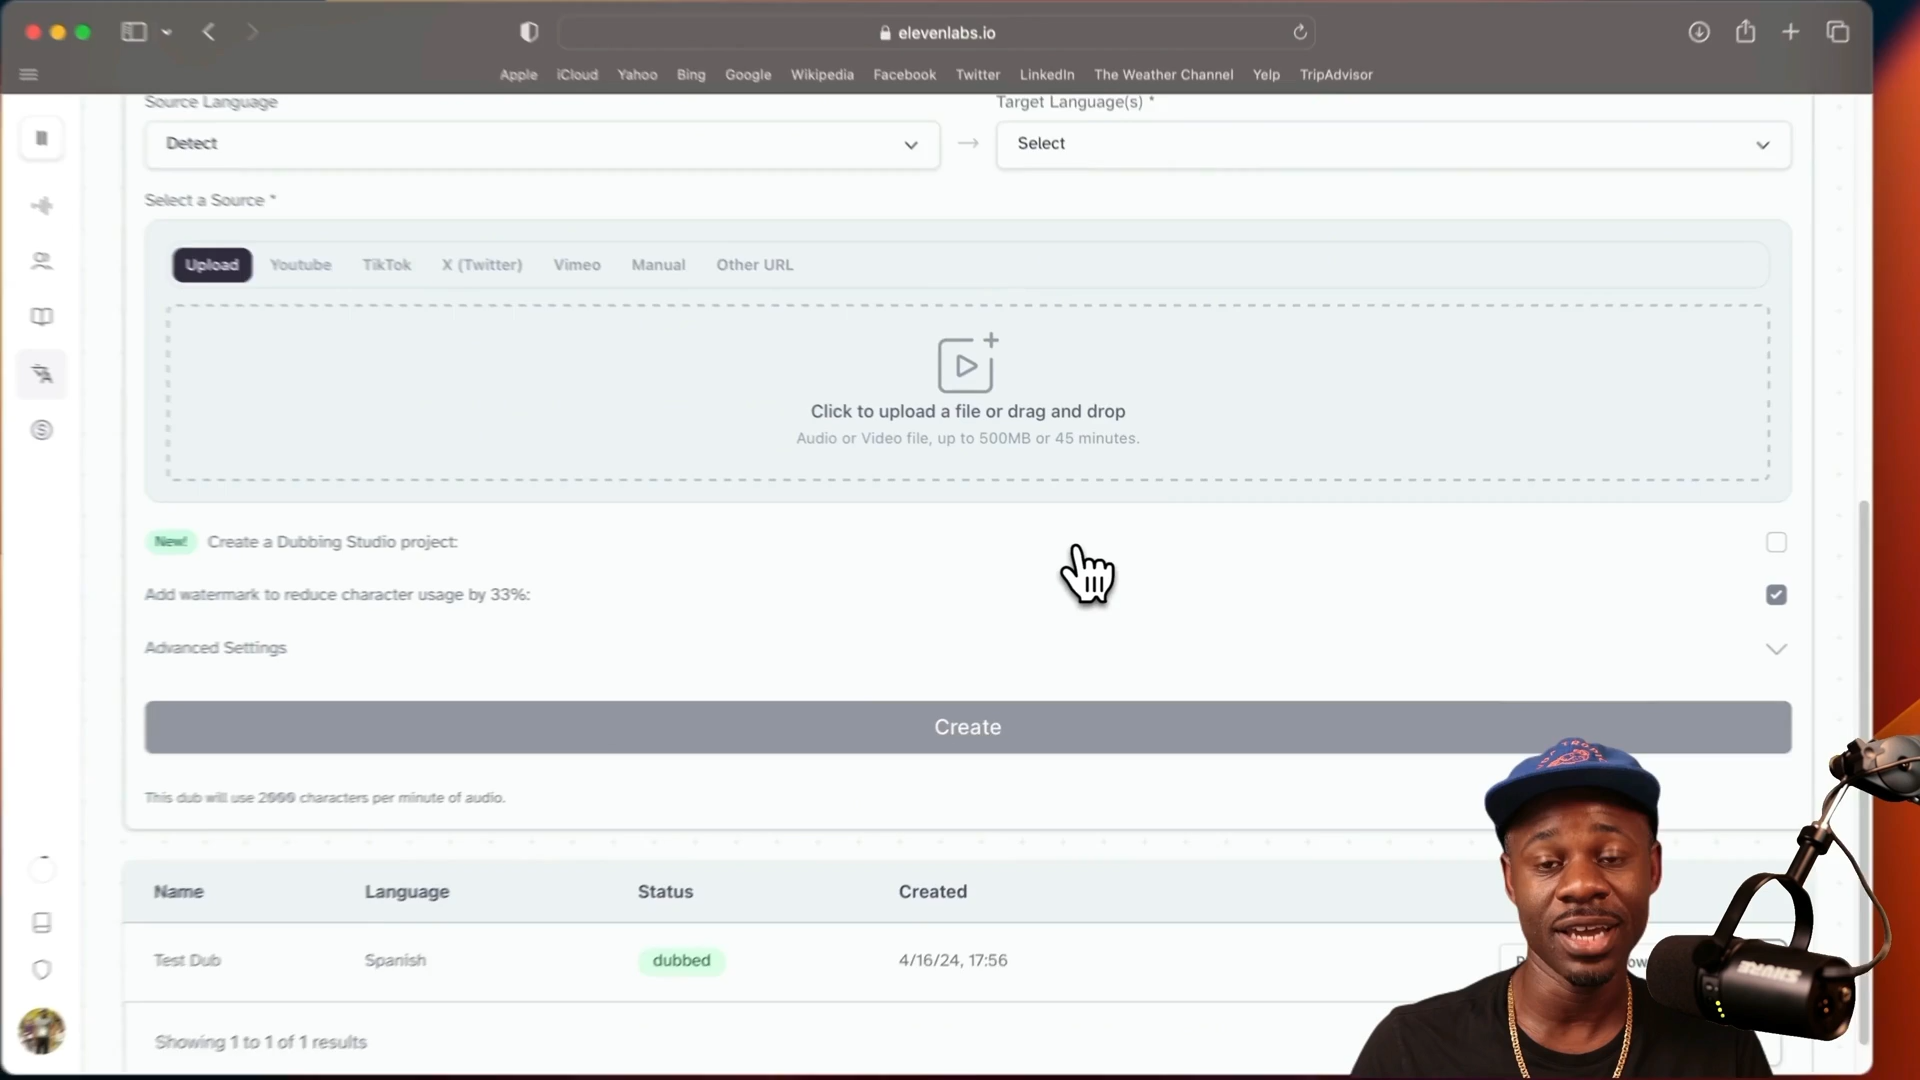 elevenlabs.io
Apple iCloud Yahoo Bing Google Wikipedia Facebook Twitter LinkedIn The Weather Channel Yelp TripAdvisor
Source Language
Target Language(s) *
Detect
Select
Select a Source *
Upload Youtube TikTok X (Twitter) Vimeo Manual Other URL
Click to upload a file or drag and drop
Audio or Video file, up to 500MB or 45 minutes.
New! Create a Dubbing Studio project:
Add watermark to reduce character usage by 33%:
Advanced Settings
Create
This dub will use 2000 characters per minute of audio.
Name Language Status Created
Test Dub Spanish dubbed 4/16/24, 17:56
Showing 1 to 1 of 1 results
SHURE